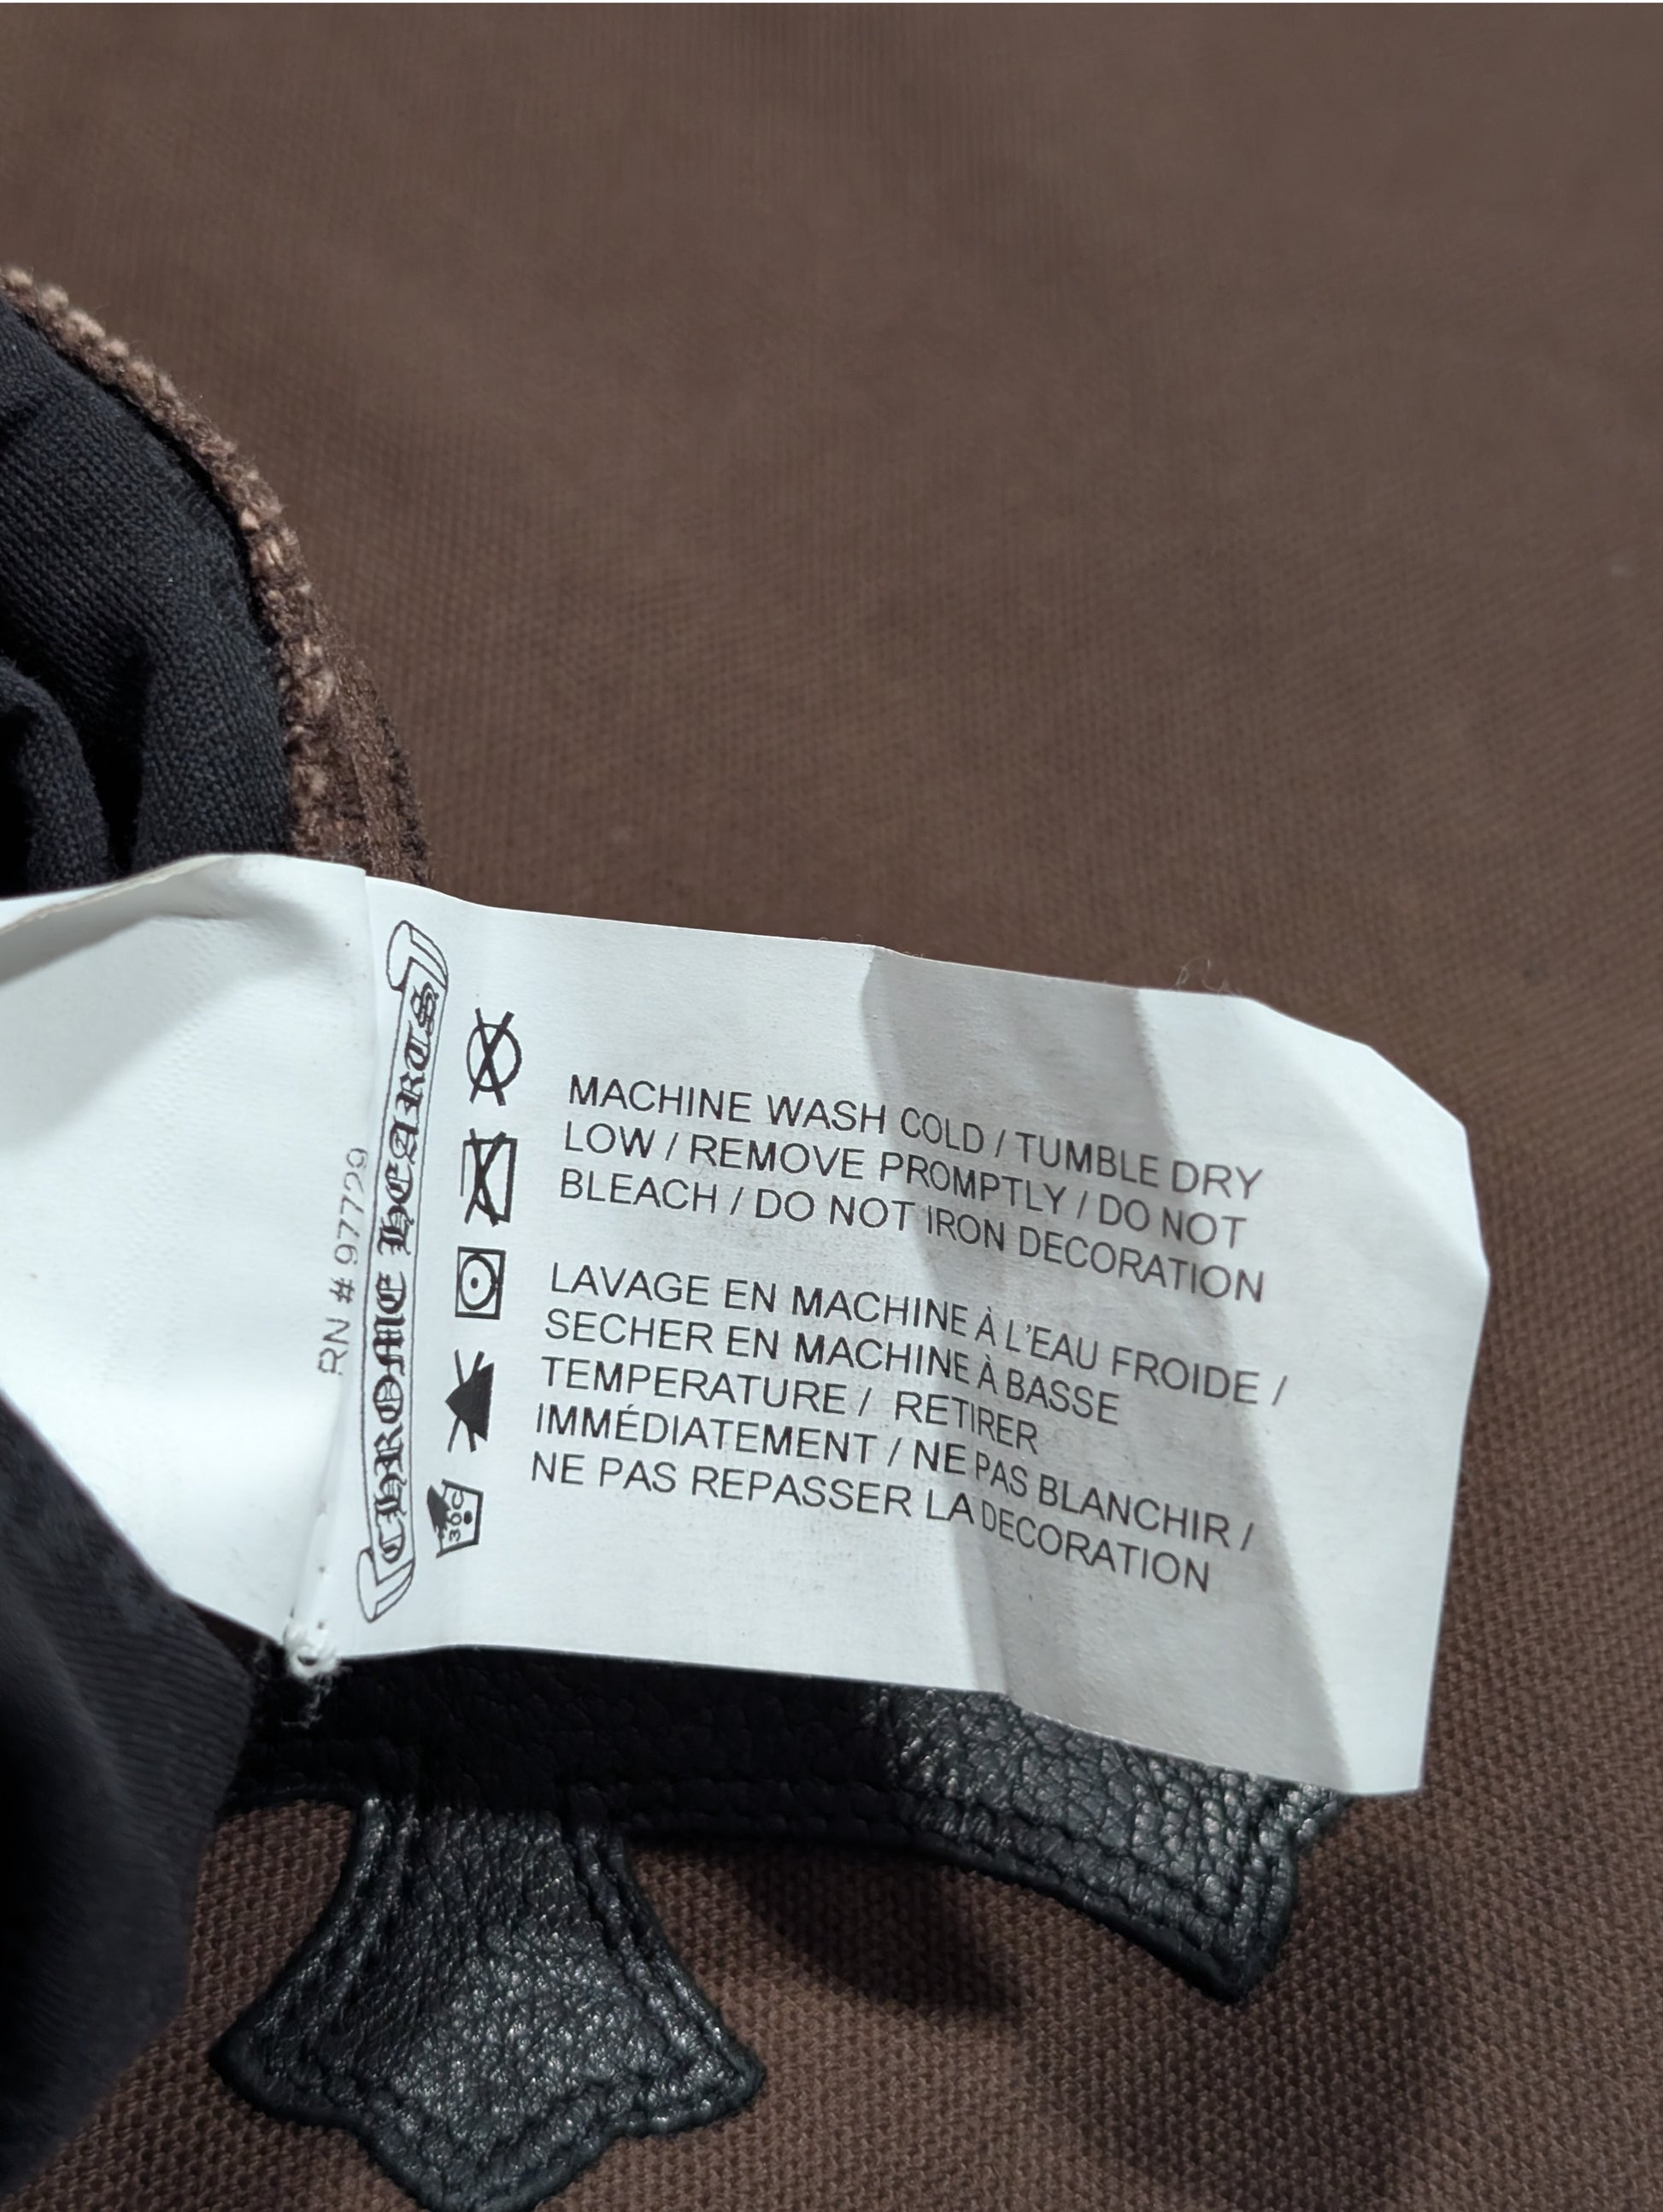 RN # 97729
CHROME HEARTS
30C
MACHINE WASH COLD / TUMBLE DRY
LOW / REMOVE PROMPTLY / DO NOT
BLEACH / DO NOT IRON DECORATION
LAVAGE EN MACHINE À L'EAU FROIDE /
SECHER EN MACHINE À BASSE
TEMPERATURE / RETIRER
IMMÉDIATEMENT / NE PAS BLANCHIR /
NE PAS REPASSER LA DECORATION